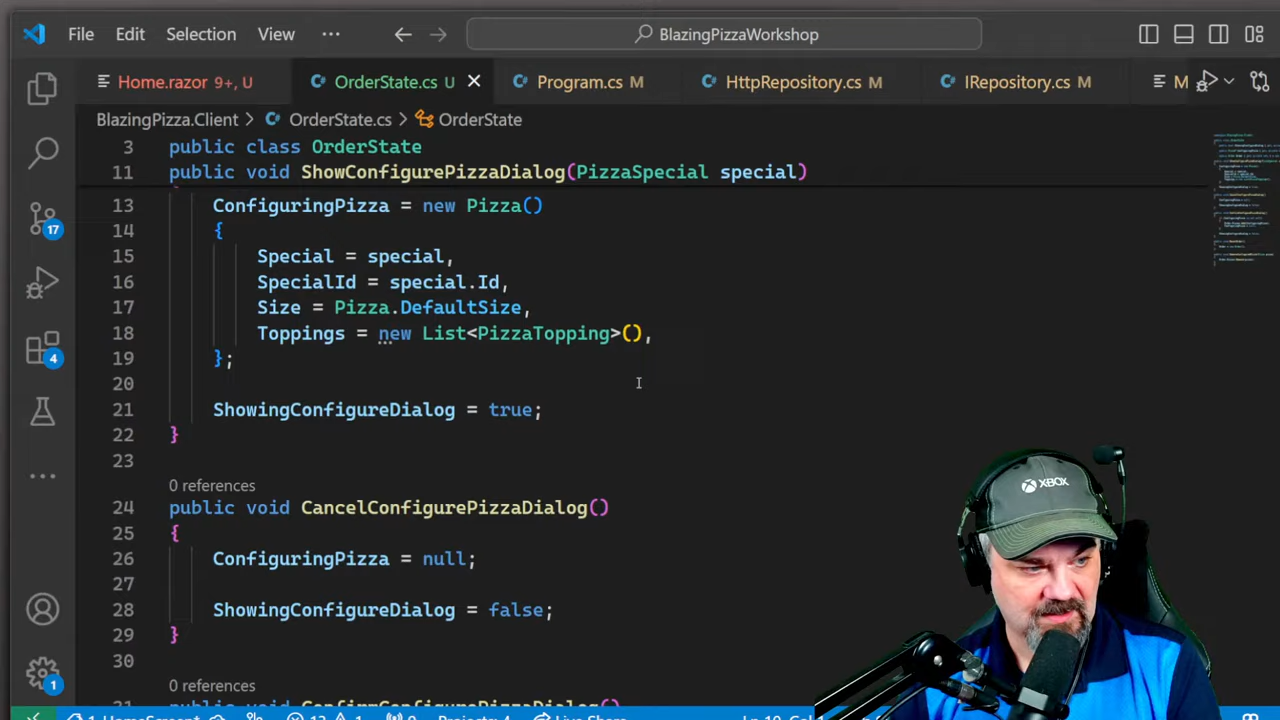 File Edit Selection View ··· BlazingPizzaWorkshop
Home.razor 9+, U OrderState.cs U Program.cs M HttpRepository.cs M IRepository.cs M M
BlazingPizza.Client > OrderState.cs > OrderState
3 public class OrderState
11 public void ShowConfigurePizzaDialog(PizzaSpecial special)
13 ConfiguringPizza = new Pizza()
14 {
15 Special = special,
16 SpecialId = special.Id,
17 Size = Pizza.DefaultSize,
18 Toppings = new List<PizzaTopping>(),
19 };
20
21 ShowingConfigureDialog = true;
22 }
23
0 references
24 public void CancelConfigurePizzaDialog()
25 {
26 ConfiguringPizza = null;
27
28 ShowingConfigureDialog = false;
29 }
30
0 references
17
4
1
XBOX